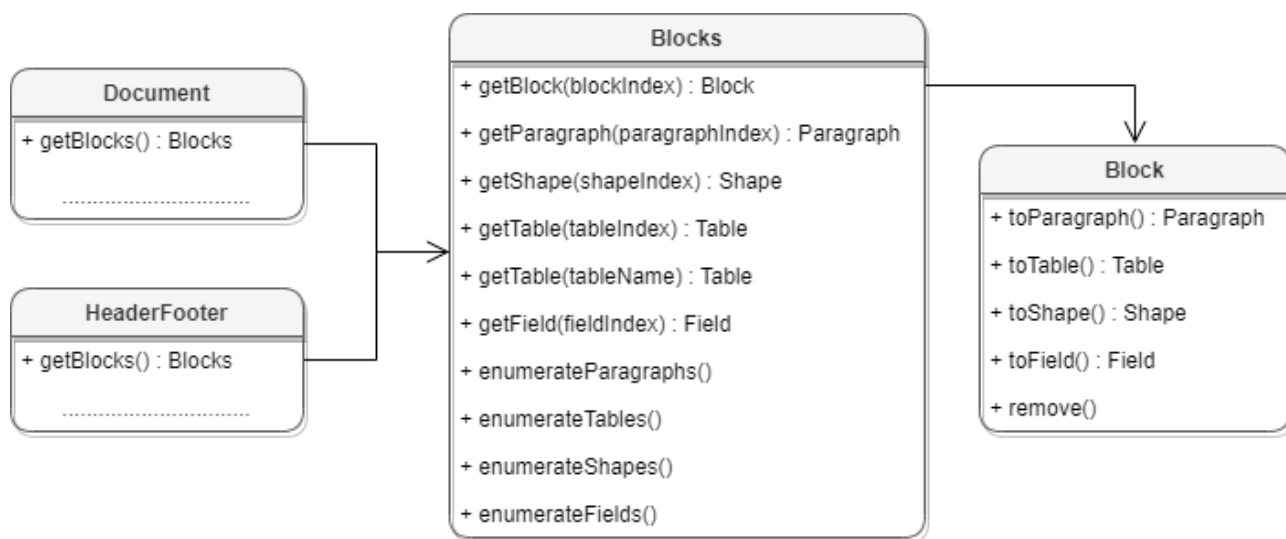 Document
+ getBlocks() : Blocks
................................
HeaderFooter
+ getBlocks() : Blocks
................................
Blocks
+ getBlock(blockIndex) : Block
+ getParagraph(paragraphIndex) : Paragraph
+ getShape(shapeIndex) : Shape
+ getTable(tableIndex) : Table
+ getTable(tableName) : Table
+ getField(fieldIndex) : Field
+ enumerateParagraphs()
+ enumerateTables()
+ enumerateShapes()
+ enumerateFields()
Block
+ toParagraph() : Paragraph
+ toTable() : Table
+ toShape() : Shape
+ toField() : Field
+ remove()